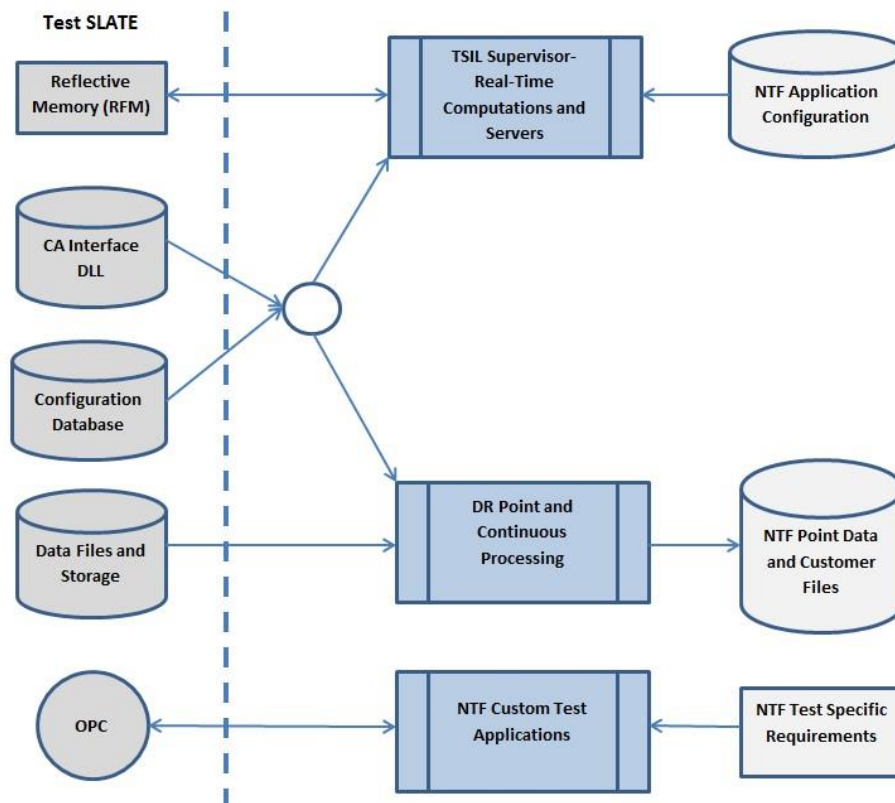 Test SLATE
Reflective
Memory (RFM)
TSIL Supervisor-
Real-Time
Computations and
Servers
NTF Application
Configuration
CA Interface
DLL
Configuration
Database
Data Files and
Storage
DR Point and
Continuous
Processing
NTF Point Data
and Customer
Files
OPC
NTF Custom Test
Applications
NTF Test Specific
Requirements